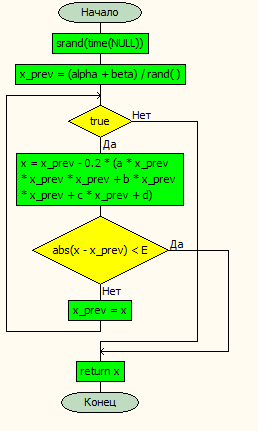 Начало
srand(time(NULL))
x_prev = (alpha + beta) / rand( )
true
Нет
Да
x = x_prev - 0.2 * (a * x_prev
* x_prev * x_prev + b * x_prev
* x_prev + c * x_prev + d)
abs(x - x_prev) < E
Да
Нет
x_prev = x
return x
Конец